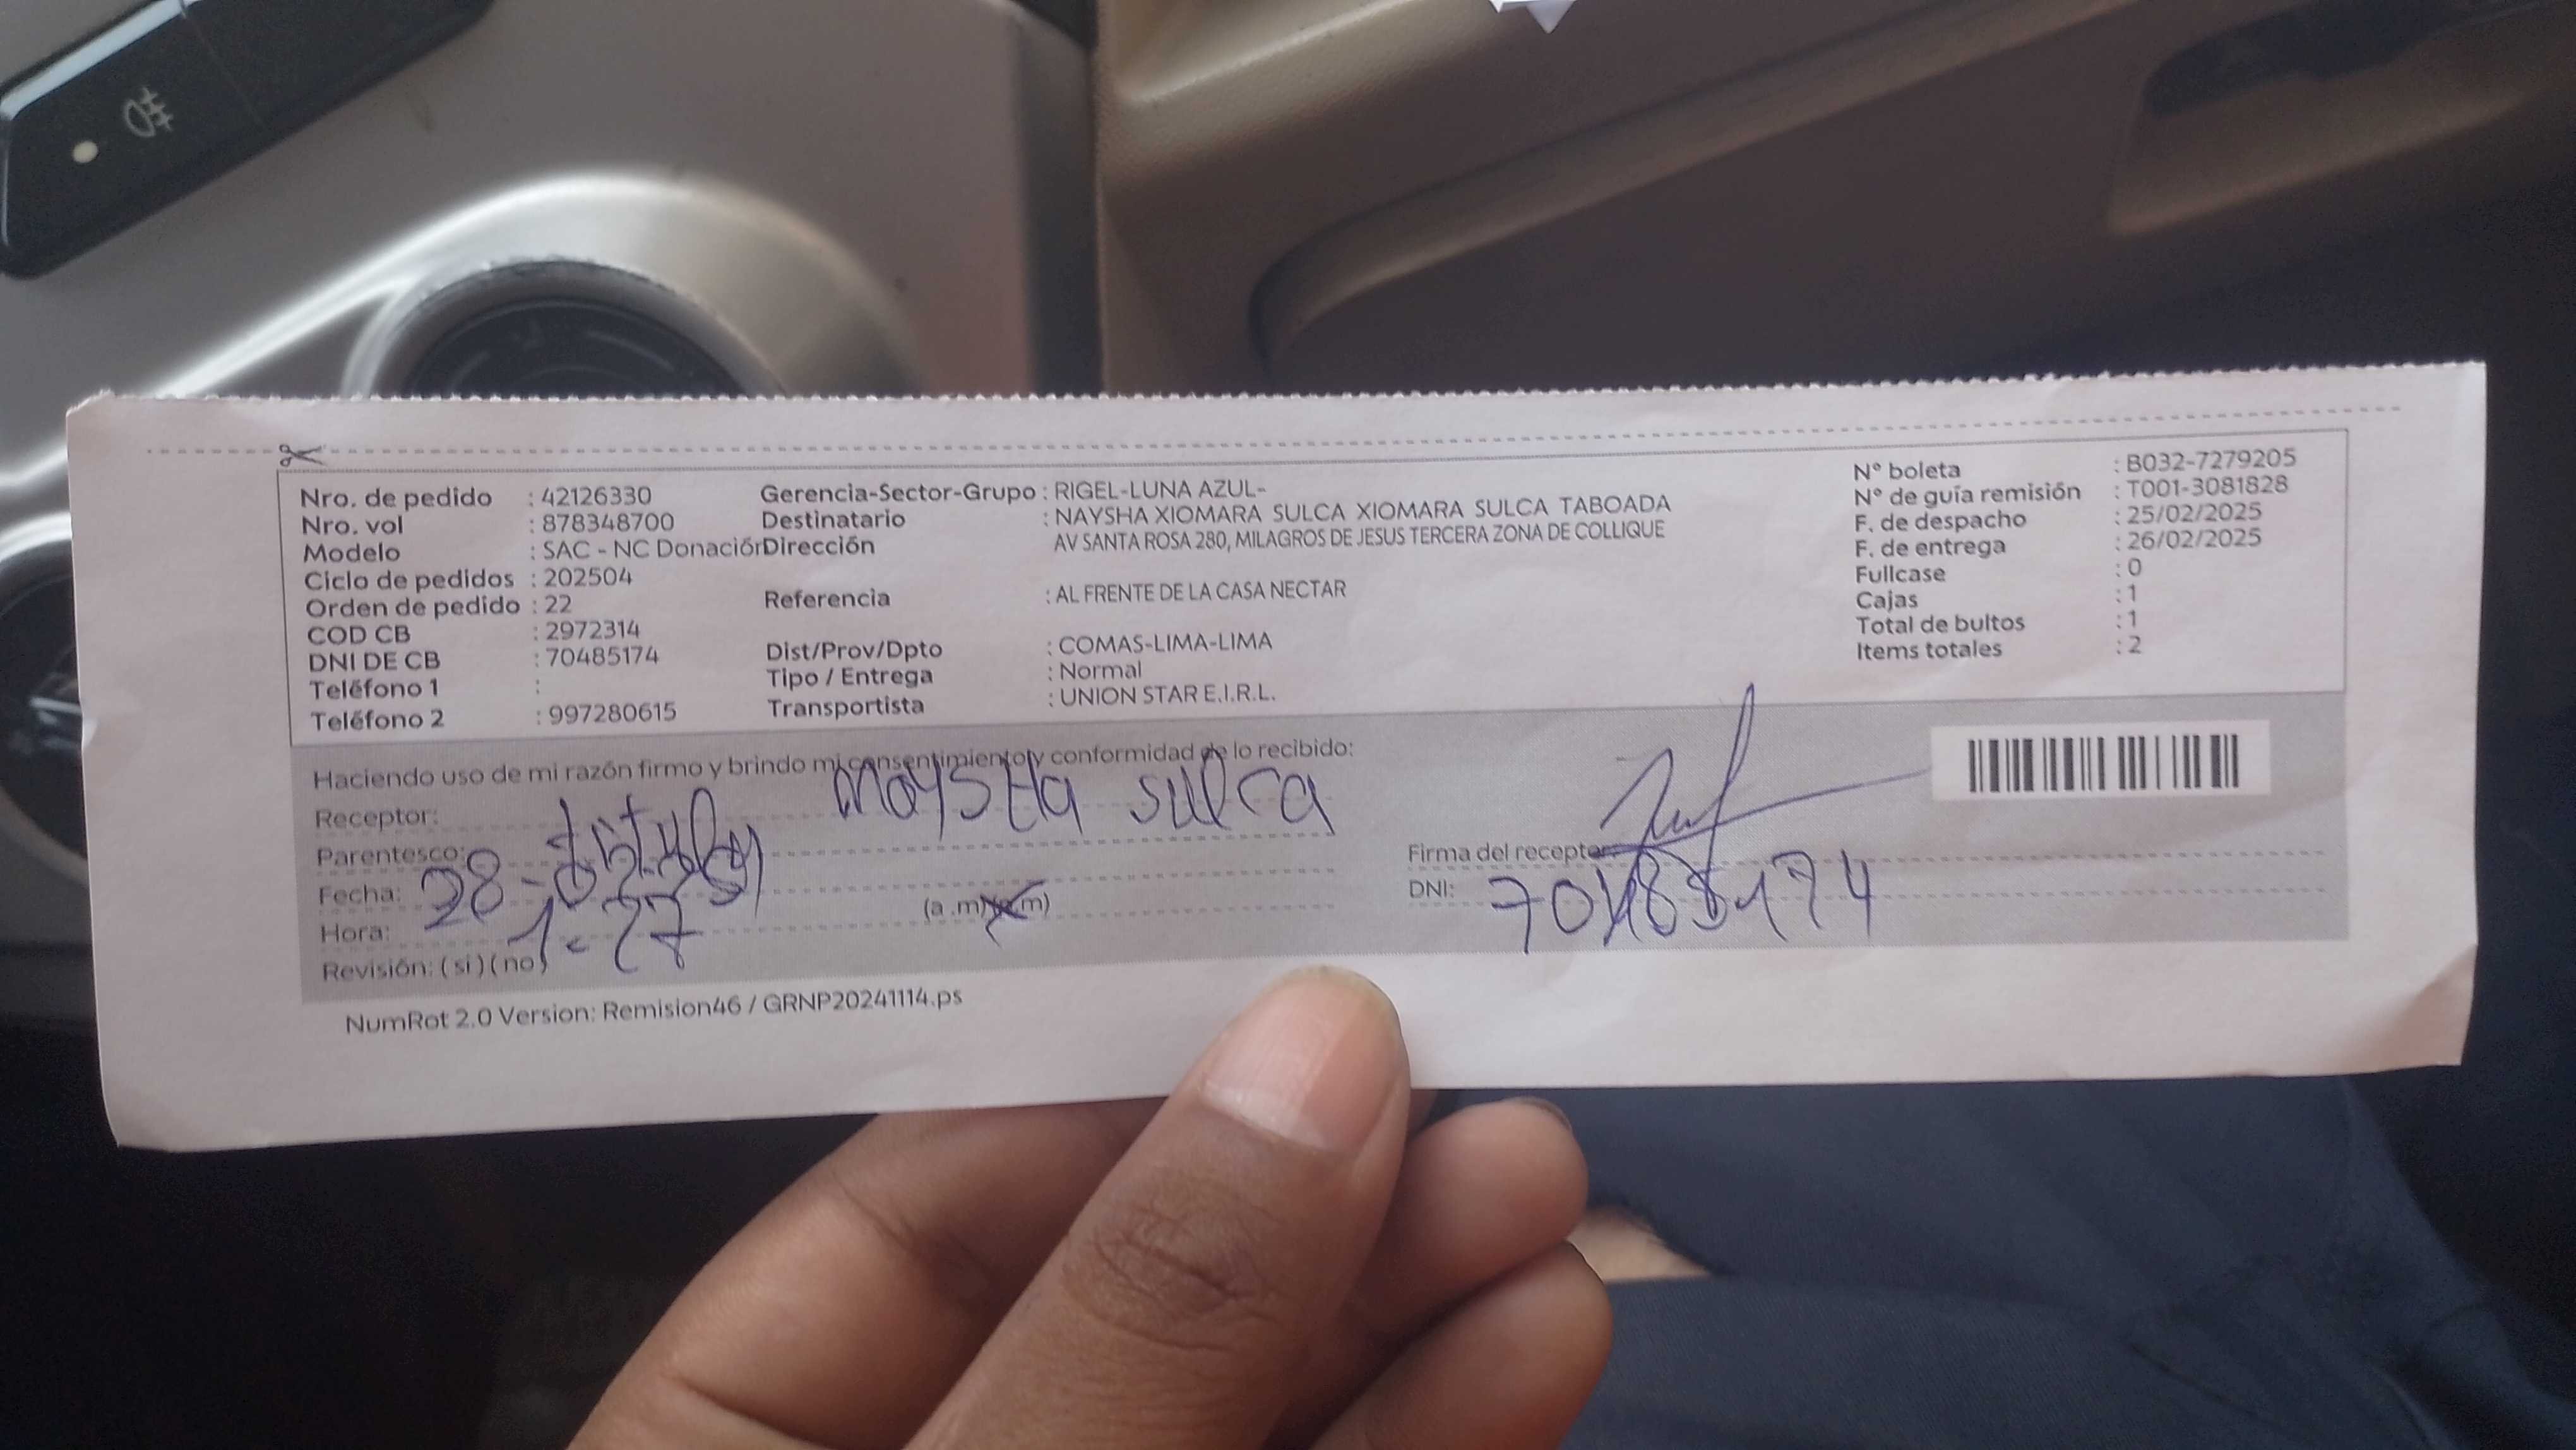 Nro. de pedido : 42126330
Nro. vol : 878348700
Modelo : SAC - NC Donación
Ciclo de pedidos : 202504
Orden de pedido : 22
COD CB : 2972314
DNI DE CB : 70485174
Teléfono 1 :
Teléfono 2 : 997280615
Gerencia-Sector-Grupo : RIGEL-LUNA AZUL-
Destinatario : NAYSHA XIOMARA SULCA XIOMARA SULCA TABOADA
Dirección AV SANTA ROSA 280, MILAGROS DE JESUS TERCERA ZONA DE COLLIQUE
Referencia : AL FRENTE DE LA CASA NECTAR
Dist/Prov/Dpto : COMAS-LIMA-LIMA
Tipo / Entrega : Normal
Transportista : UNION STAR E.I.R.L.
N° boleta : B032-7279205
N° de guía remisión : T001-3081828
F. de despacho : 25/02/2025
F. de entrega : 26/02/2025
Fullcase : 0
Cajas : 1
Total de bultos : 1
Items totales : 2
Haciendo uso de mi razón firmo y brindo mi consentimiento y conformidad de lo recibido:
Receptor: naysha sulca
Parentesco:
Fecha: 28-02-
Hora: 1: (a .m) (p.m)
Revisión: ( si ) ( no )
Firma del receptor:
DNI: 70485174
NumRot 2.0 Version: Remision46 / GRNP20241114.ps